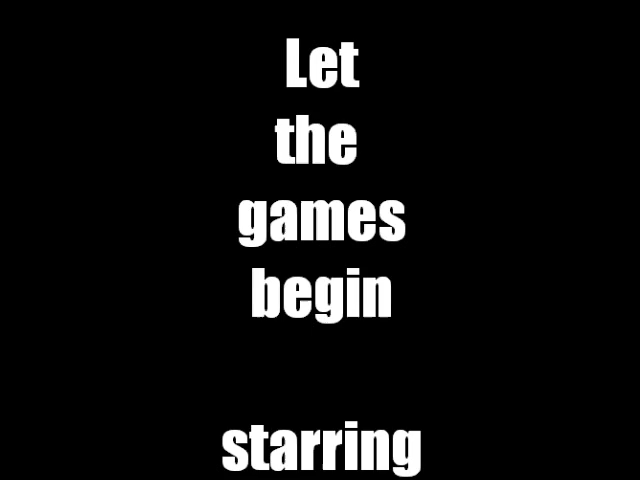 Let
the
games
begin
starring